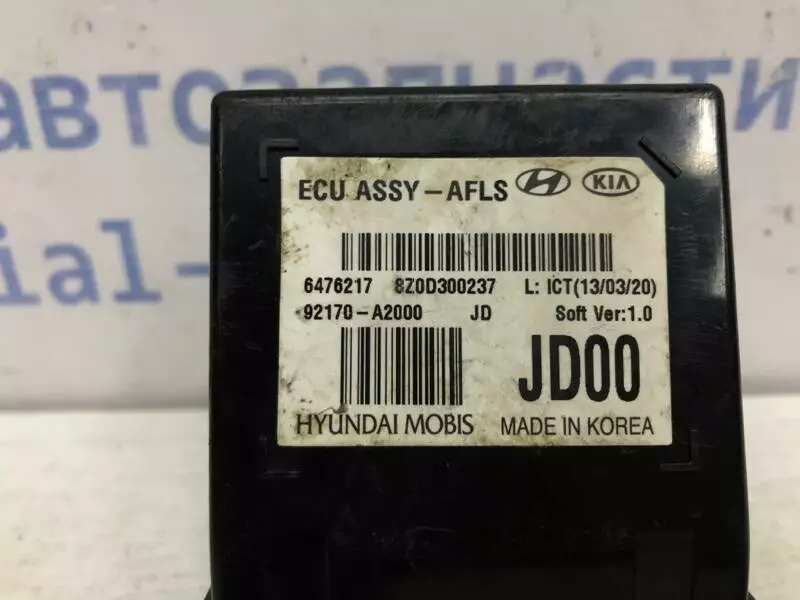 автозапчасти
ial-
ECU ASSY-AFLS HYUNDAI KIA
6476217 8Z0D300237 L: ICT(13/03/20)
92170-A2000 JD Soft Ver:1.0
JD00
HYUNDAI MOBIS MADE IN KOREA